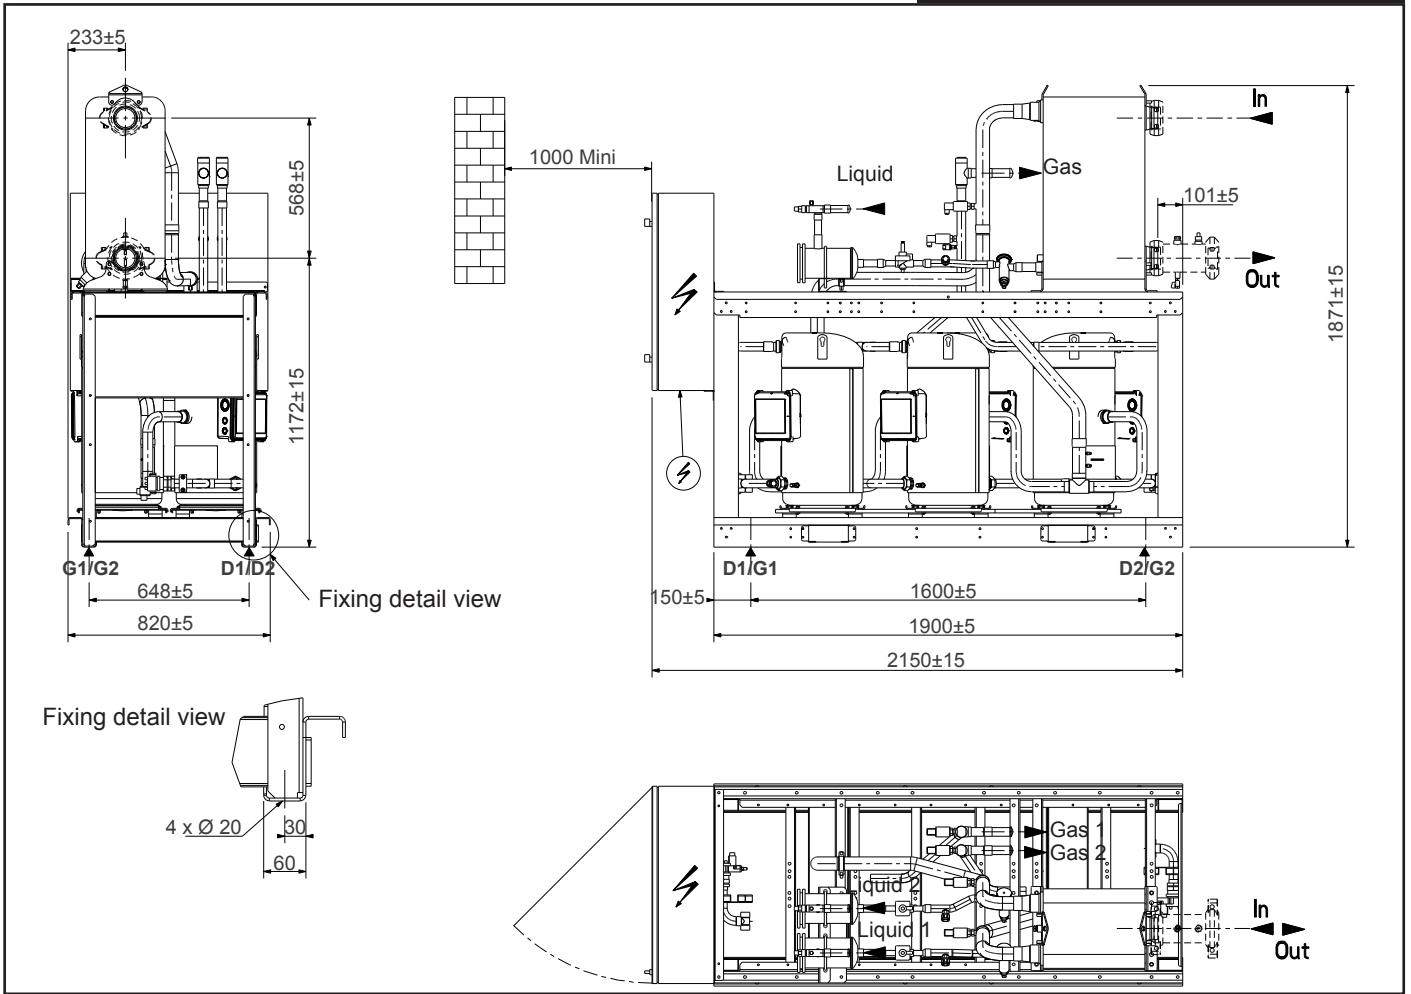 233±5
568±5
1172±15
G1/G2
D1/D2
648±5
820±5
Fixing detail view
1000 Mini
Liquid
Gas
In
101±5
Out
1871±15
D1/G1
D2/G2
150±5
1600±5
1900±5
2150±15
Fixing detail view
4 x Ø 20
30
60
Gas 1
Gas 2
iquid 2
Liquid 1
In
Out